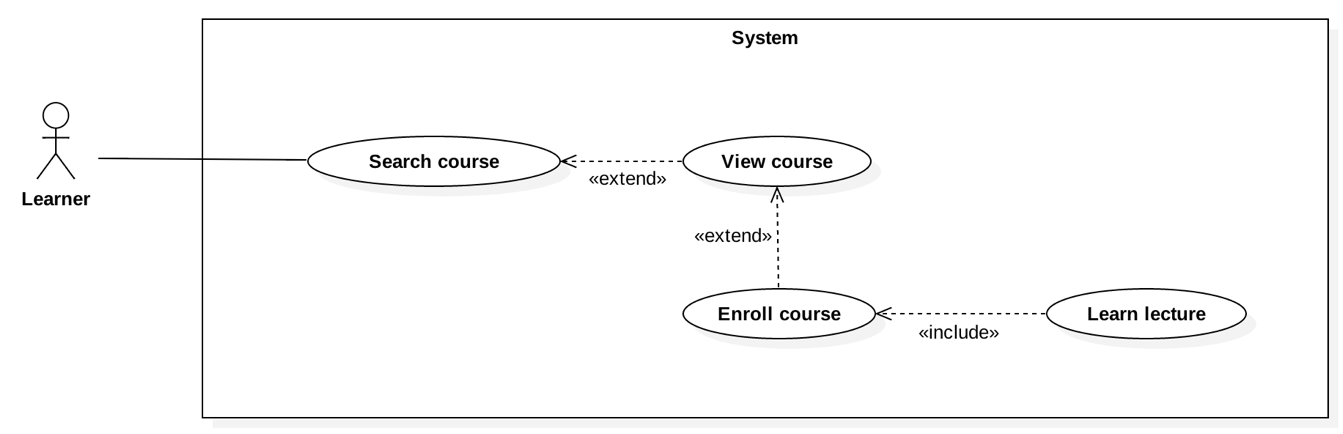 System
Search course
View course
«extend»
Learner
«extend»
Enroll course
Learn lecture
«include»